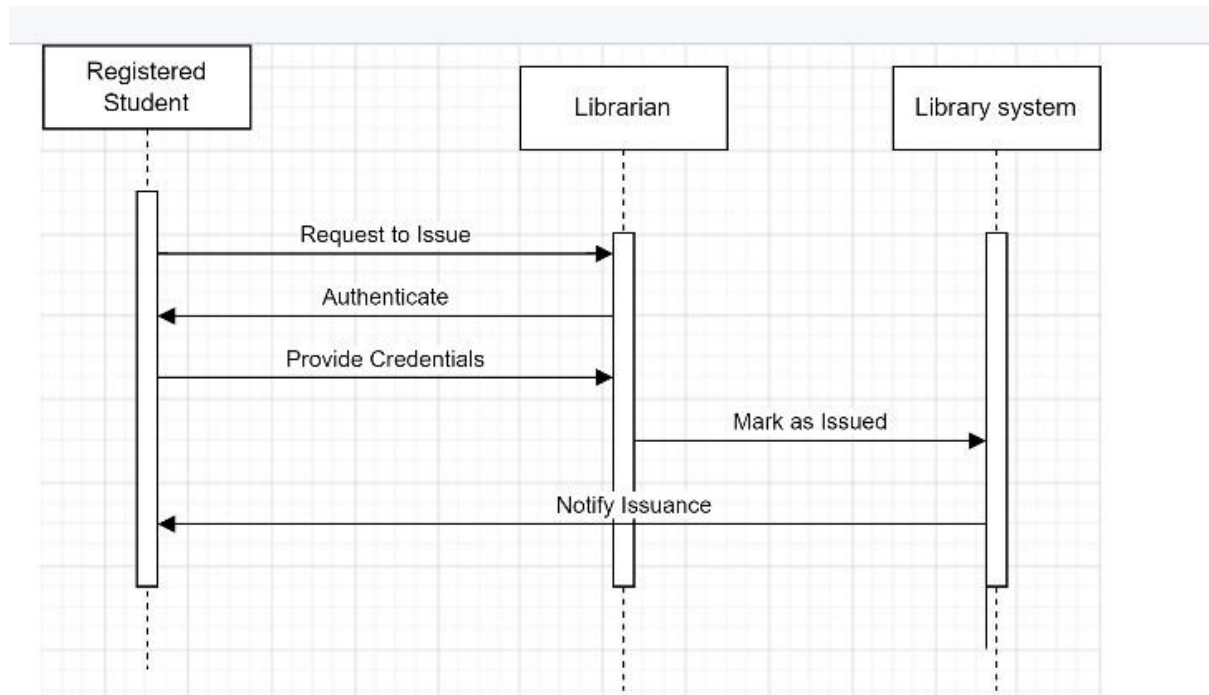 Registered
Student
Librarian
Library system
Request to Issue
Authenticate
Provide Credentials
Mark as Issued
Notify Issuance